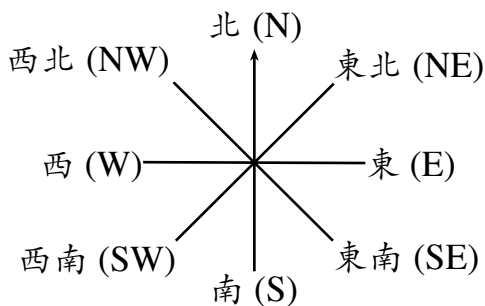 北 (N)
西北 (NW)
東北 (NE)
西 (W)
東 (E)
西南 (SW)
東南 (SE)
南 (S)